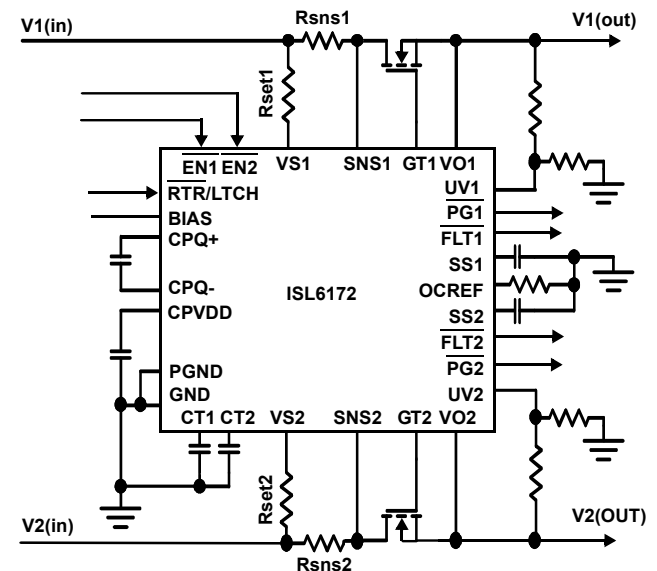 V1(in)
Rsns1
V1(out)
Rset1
EN1 EN2
VS1
SNS1
GT1
VO1
RTR/LTCH
BIAS
CPQ+
CPQ-
CPVDD
PGND
GND
ISL6172
UV1
PG1
FLT1
SS1
OCREF
SS2
FLT2
PG2
UV2
CT1 CT2
VS2
SNS2
GT2
VO2
Rset2
V2(in)
Rsns2
V2(OUT)